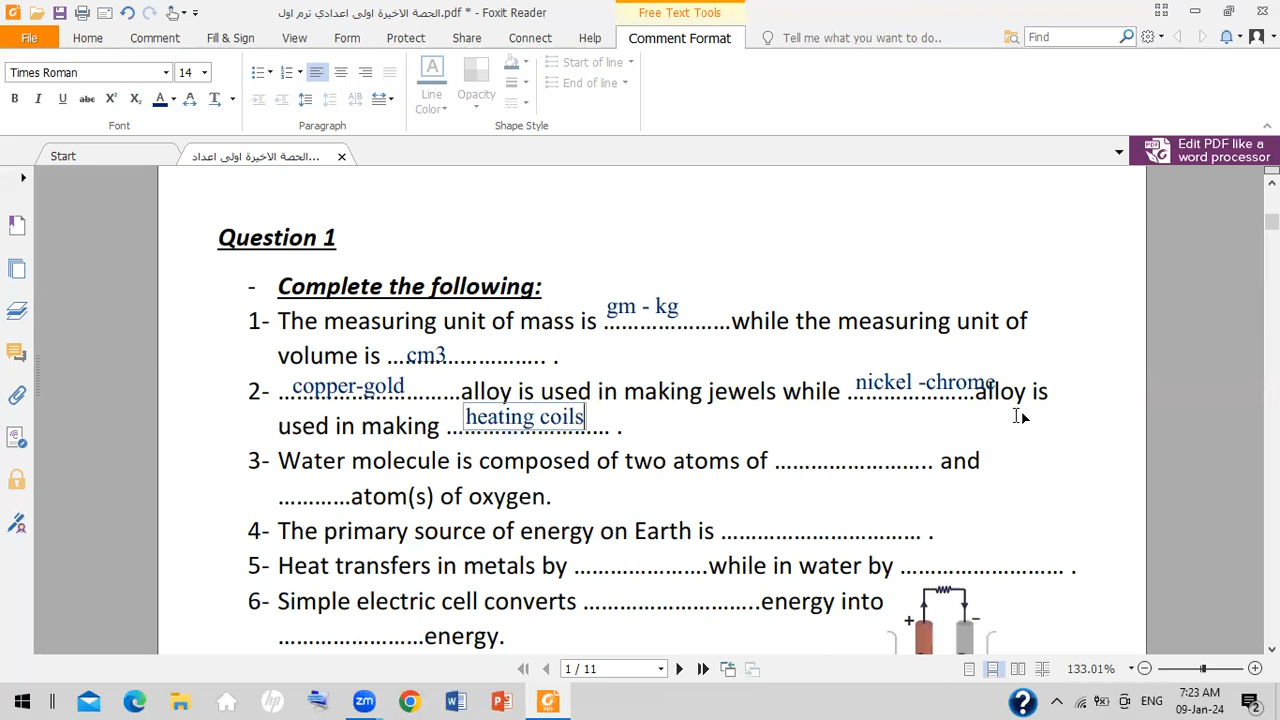 الحصة الاخيرة اولى اعدادي ترم اول.pdf * - Foxit Reader
Free Text Tools
File Home Comment Fill & Sign View Form Protect Share Connect Help Comment Format Tell me what you want to do.. Find
Times Roman 14 Start of line
End of line
B I U abc X² X₂ A A T Line Color Opacity
Font Paragraph Shape Style
Start الحصة الاخيرة اولى اعداد... Edit PDF like a
word processor
Question 1
- Complete the following:
gm - kg
1- The measuring unit of mass is ………………….while the measuring unit of
volume is …cm3…………….. .
copper-gold nickel -chrome
2- …………………………alloy is used in making jewels while …………………alloy is
heating coils
used in making ……………………… .
3- Water molecule is composed of two atoms of …………………….. and
…………atom(s) of oxygen.
4- The primary source of energy on Earth is …………………………… .
5- Heat transfers in metals by ………………….while in water by ……………………… .
6- Simple electric cell converts ……………………..energy into
……………………energy.
+ −
1 / 11 133.01%
zm W P PDF ? ENG 7:23 AM
09-Jan-24 2